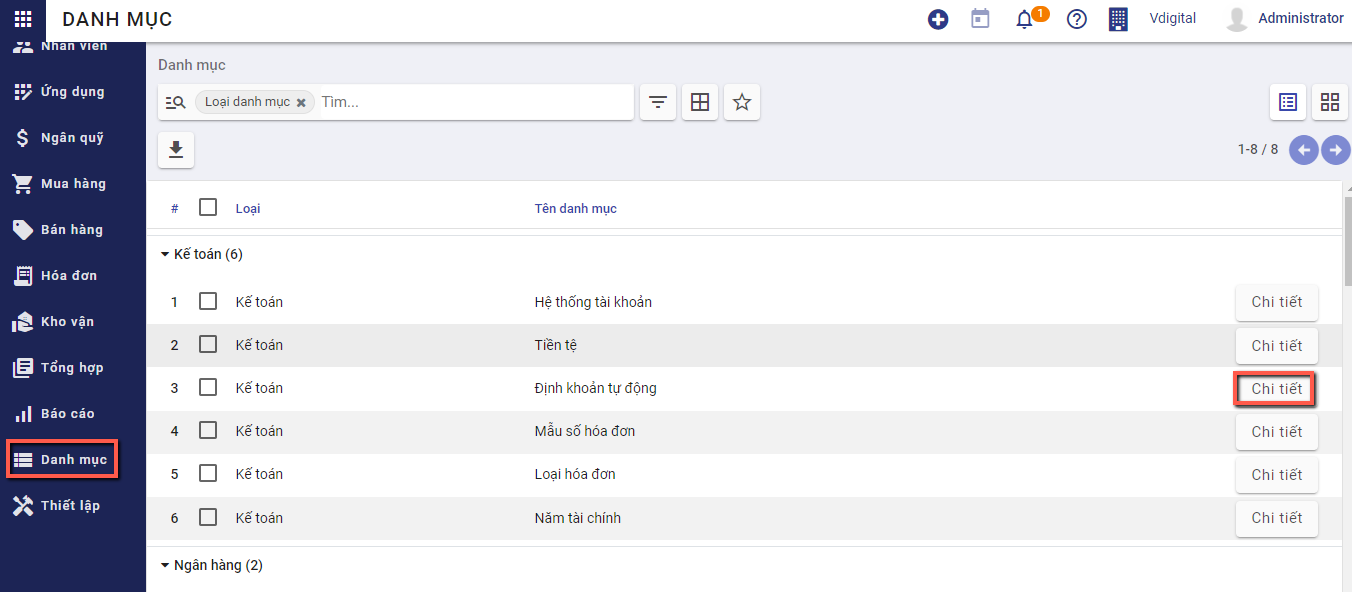 DANH MỤC
1
Vdigital
Administrator
Nhân viên
Ứng dụng
Ngân quỹ
Mua hàng
Bán hàng
Hóa đơn
Kho vận
Tổng hợp
Báo cáo
Danh mục
Thiết lập
Danh mục
Loại danh mục
Tìm...
1-8 / 8
# Loại Tên danh mục
Kế toán (6)
1 Kế toán Hệ thống tài khoản Chi tiết
2 Kế toán Tiền tệ Chi tiết
3 Kế toán Định khoản tự động Chi tiết
4 Kế toán Mẫu số hóa đơn Chi tiết
5 Kế toán Loại hóa đơn Chi tiết
6 Kế toán Năm tài chính Chi tiết
Ngân hàng (2)